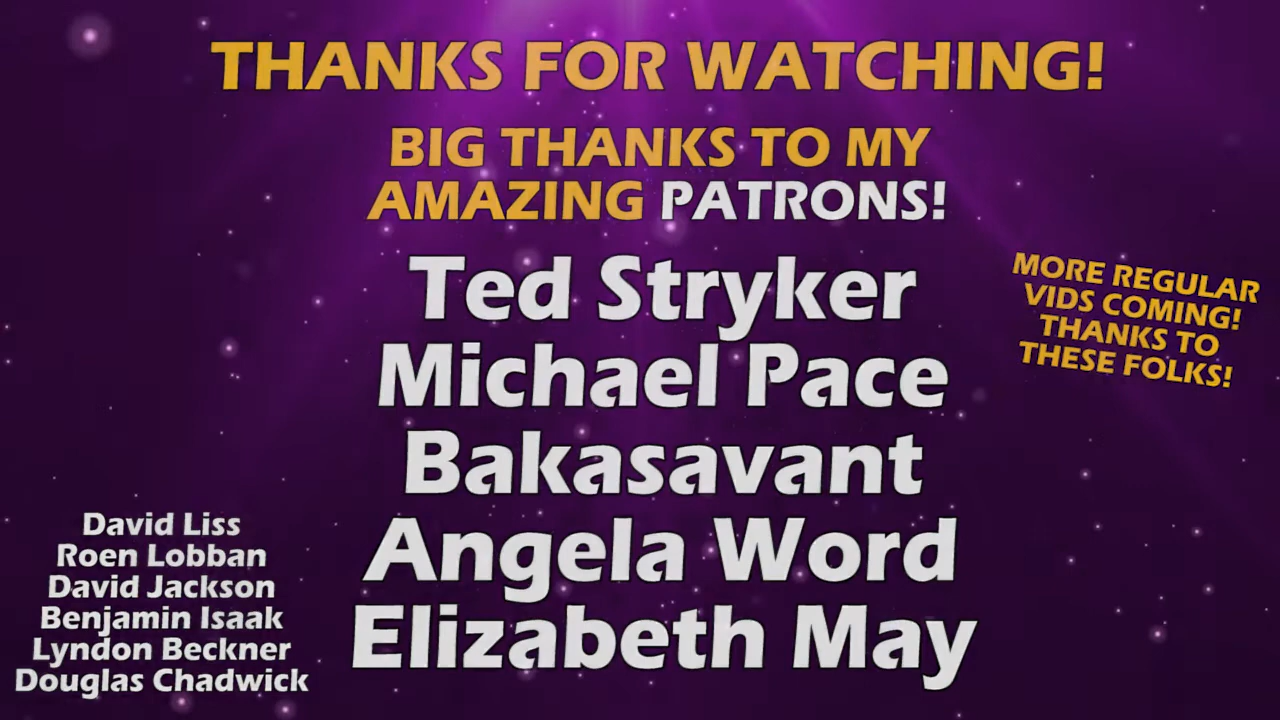 THANKS FOR WATCHING!
BIG THANKS TO MY
AMAZING PATRONS!
Ted Stryker
Michael Pace
Bakasavant
Angela Word
Elizabeth May
MORE REGULAR
VIDS COMING!
THANKS TO
THESE FOLKS!
David Liss
Roen Lobban
David Jackson
Benjamin Isaak
Lyndon Beckner
Douglas Chadwick